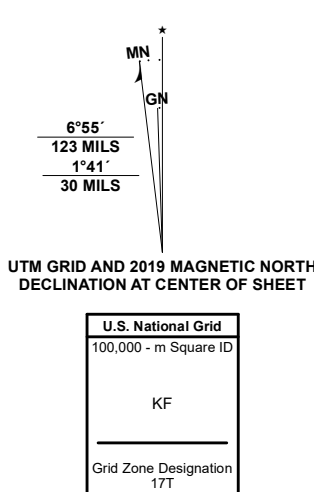 ★
MN
GN
6°55´
123 MILS
1°41´
30 MILS
UTM GRID AND 2019 MAGNETIC NORTH
DECLINATION AT CENTER OF SHEET
U.S. National Grid
100,000 - m Square ID
KF
Grid Zone Designation
17T